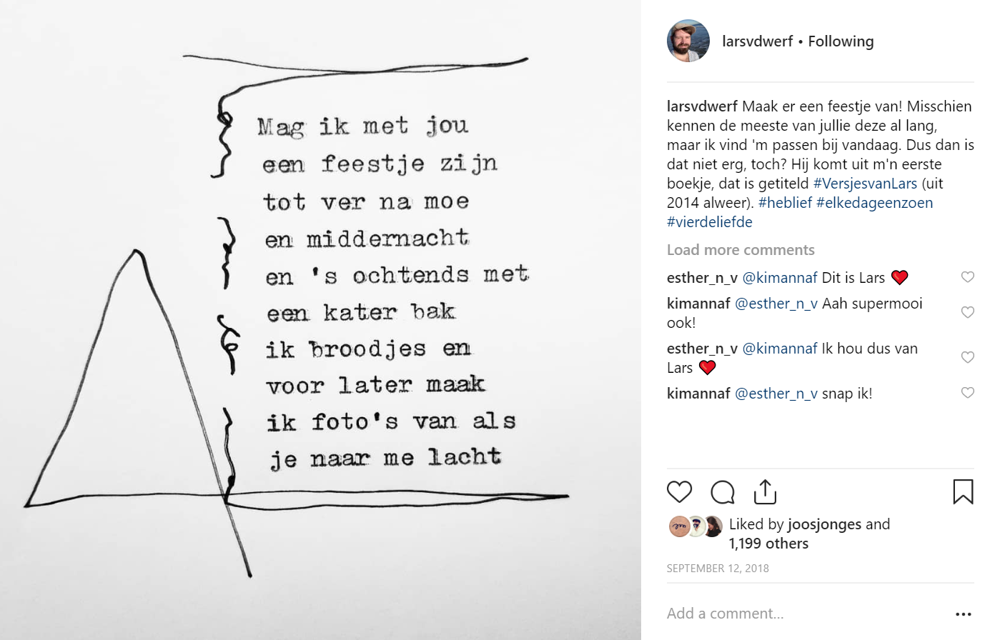 Mag ik met jou
een feestje zijn
tot ver na moe
en middernacht
en 's ochtends met
een kater bak
ik broodjes en
voor later maak
ik foto's van als
je naar me lacht
larsvdwerf • Following
larsvdwerf Maak er een feestje van! Misschien
kennen de meeste van jullie deze al lang,
maar ik vind 'm passen bij vandaag. Dus dan is
dat niet erg, toch? Hij komt uit m'n eerste
boekje, dat is getiteld #VersjesvanLars (uit
2014 alweer). #heblief #elkedageenzoen
#vierdeliefde
Load more comments
esther_n_v @kimannaf Dit is Lars ❤️
kimannaf @esther_n_v Aah supermooi
ook!
esther_n_v @kimannaf Ik hou dus van
Lars ❤️
kimannaf @esther_n_v snap ik!
Liked by joosjonges and
1,199 others
SEPTEMBER 12, 2018
Add a comment...